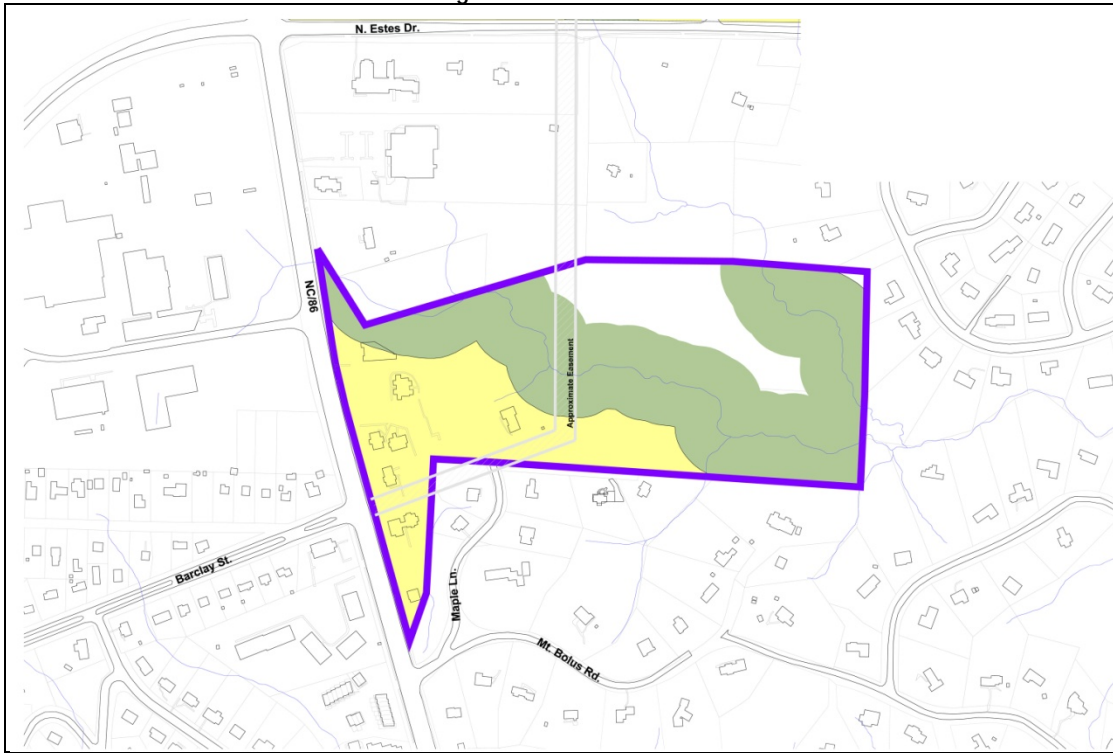 N. Estes Dr.
NC/86
Approximate Easement
Barclay St.
Maple Ln.
Mt. Bolus Rd.